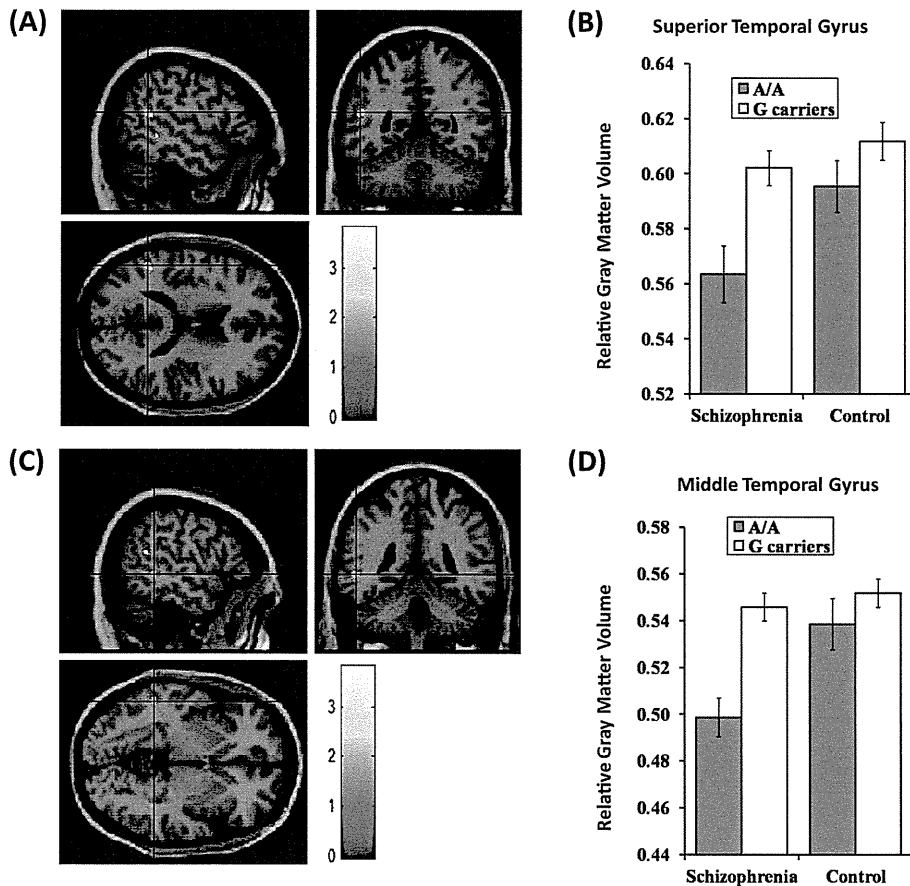 (A)
3
2
1
0
(B)
Superior Temporal Gyrus
Relative Gray Matter Volume
0.64
0.62
0.60
0.58
0.56
0.54
0.52
A/A
G carriers
Schizophrenia
Control
(C)
3
2
1
0
(D)
Middle Temporal Gyrus
Relative Gray Matter Volume
0.58
0.56
0.54
0.52
0.50
0.48
0.46
0.44
A/A
G carriers
Schizophrenia
Control